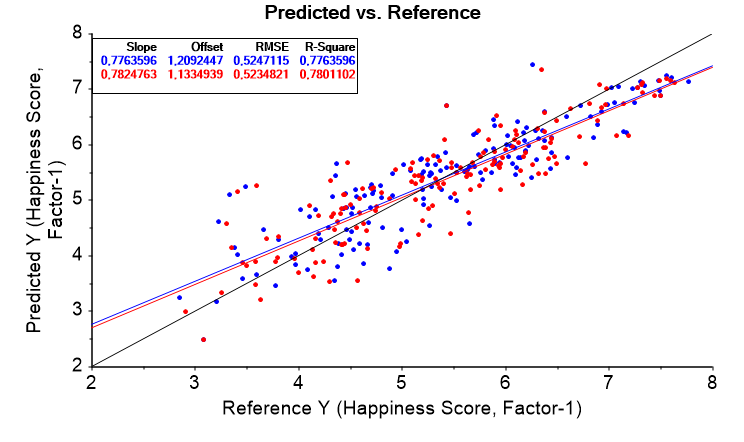 Predicted vs. Reference
Slope Offset RMSE R-Square
0,7763596 1,2092447 0,5247115 0,7763596
0,7824763 1,1334939 0,5234821 0,7801102
8
7
6
5
4
3
2
Predicted Y (Happiness Score,
Factor-1)
2 3 4 5 6 7 8
Reference Y (Happiness Score, Factor-1)